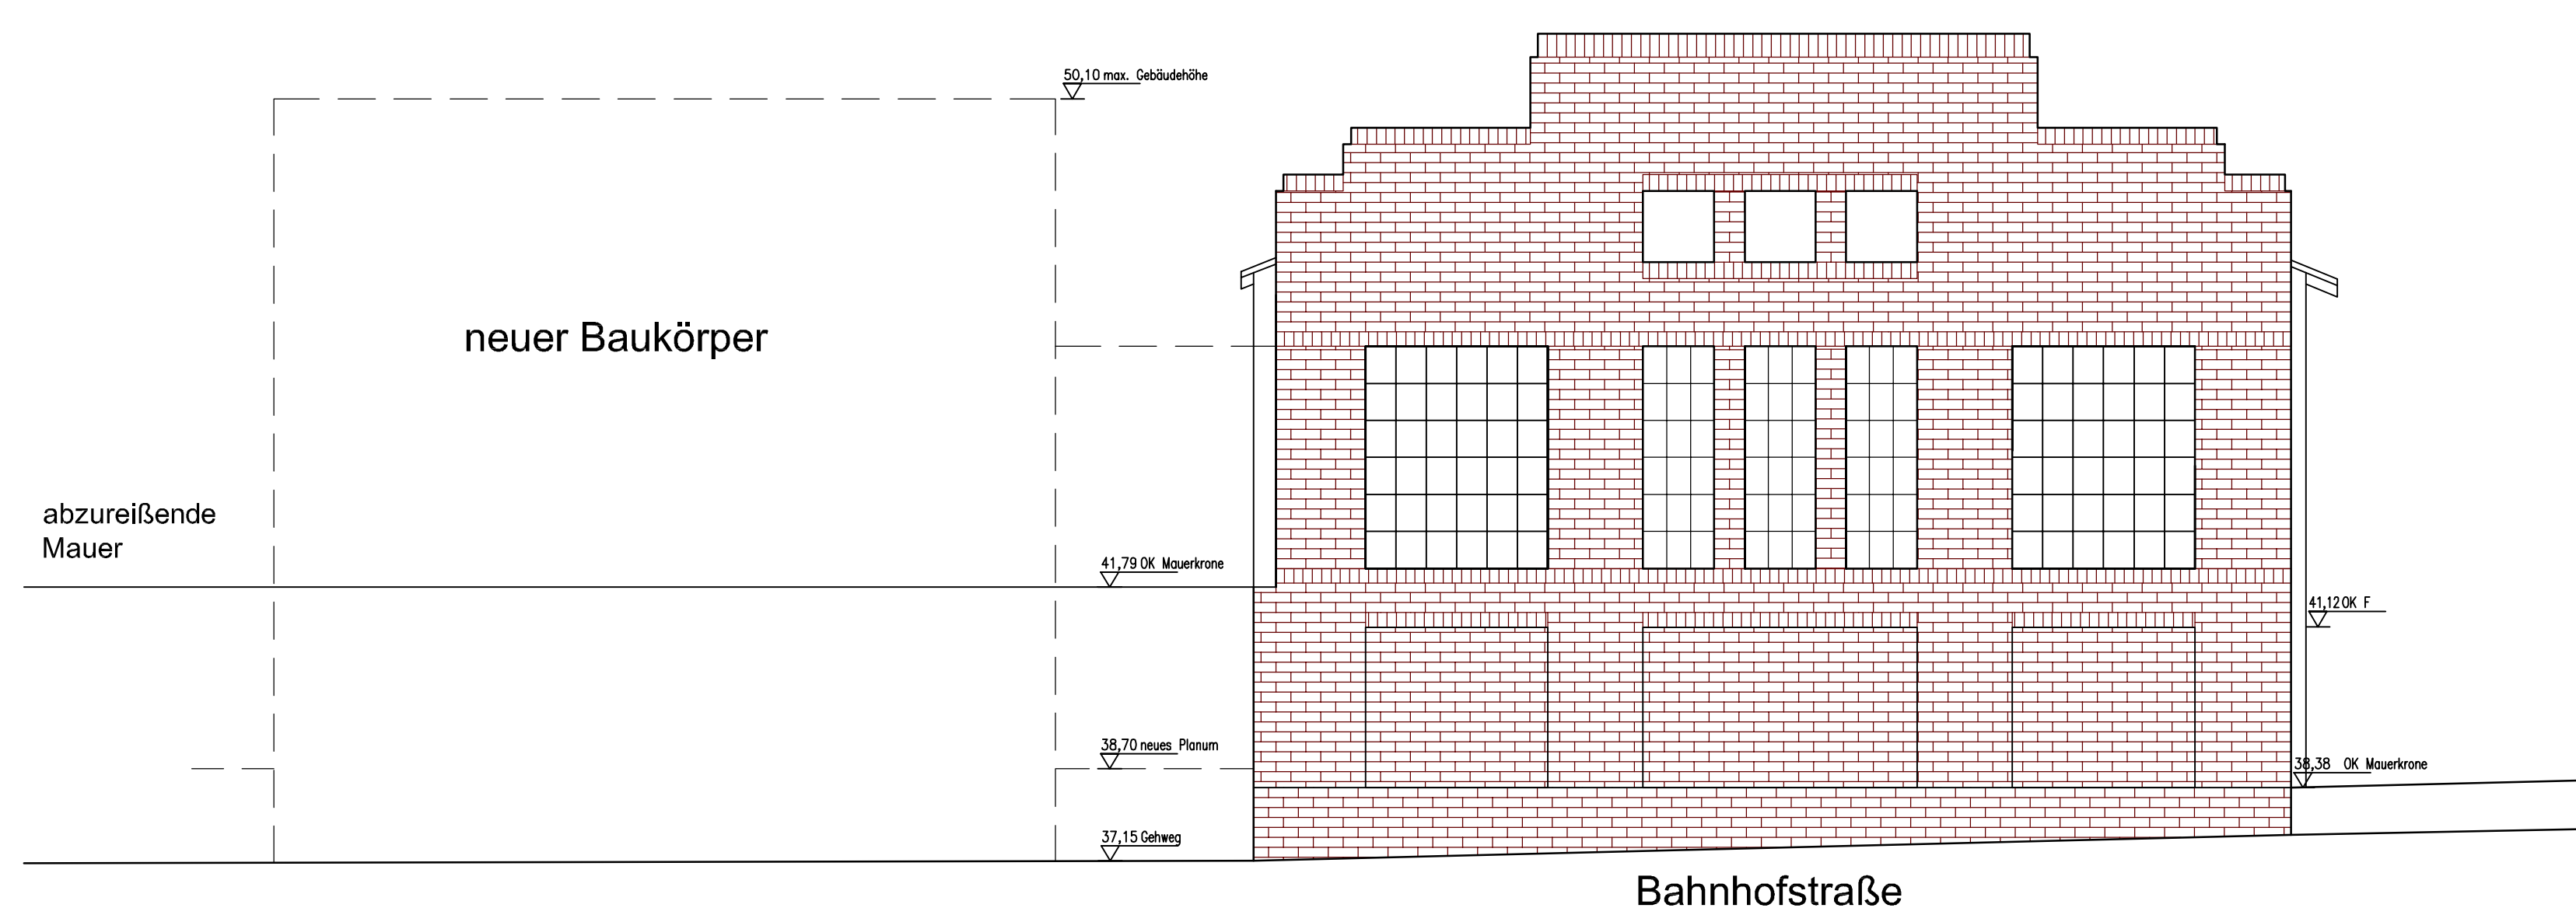 50,10 max. Gebäudehöhe
neuer Baukörper
abzureißende
Mauer
41,79 OK Mauerkrone
41,12 OK F
38,70 neues Planum
38,38 OK Mauerkrone
37,15 Gehweg
Bahnhofstraße